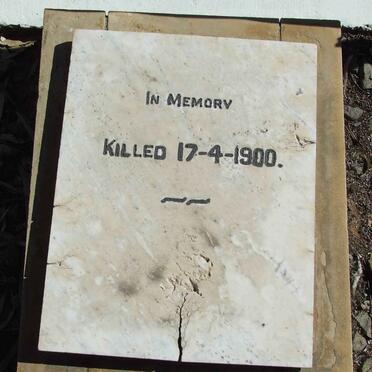 In Memory
Killed 17-4-1900.